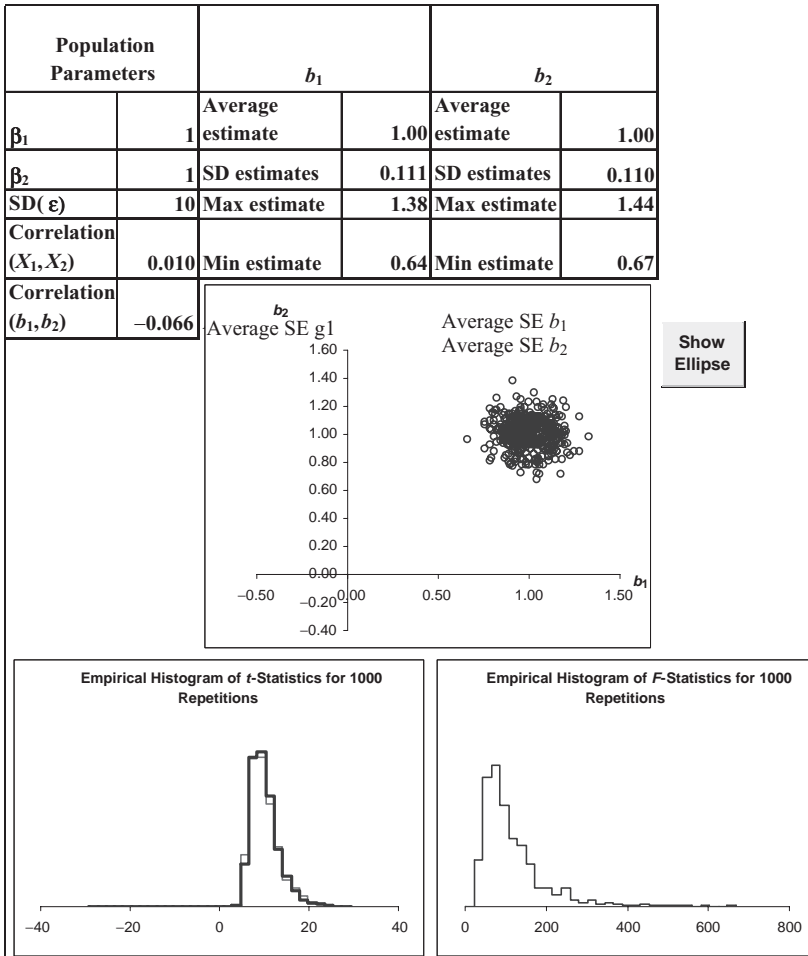 Population
Parameters
b1
b2
β1
1
Average
estimate
1.00
Average
estimate
1.00
β2
1
SD estimates
0.111
SD estimates
0.110
SD( ε)
10
Max estimate
1.38
Max estimate
1.44
Correlation
(X1, X2)
0.010
Min estimate
0.64
Min estimate
0.67
Correlation
(b1,b2)
–0.066
b2
Average SE g1
Average SE b1
Average SE b2
Show
Ellipse
1.60
1.40
1.20
1.00
0.80
0.60
0.40
0.20
0.00
–0.20
–0.40
–0.50
0.00
0.50
1.00
1.50
b1
Empirical Histogram of t-Statistics for 1000
Repetitions
–40
–20
0
20
40
Empirical Histogram of F-Statistics for 1000
Repetitions
0
200
400
600
800